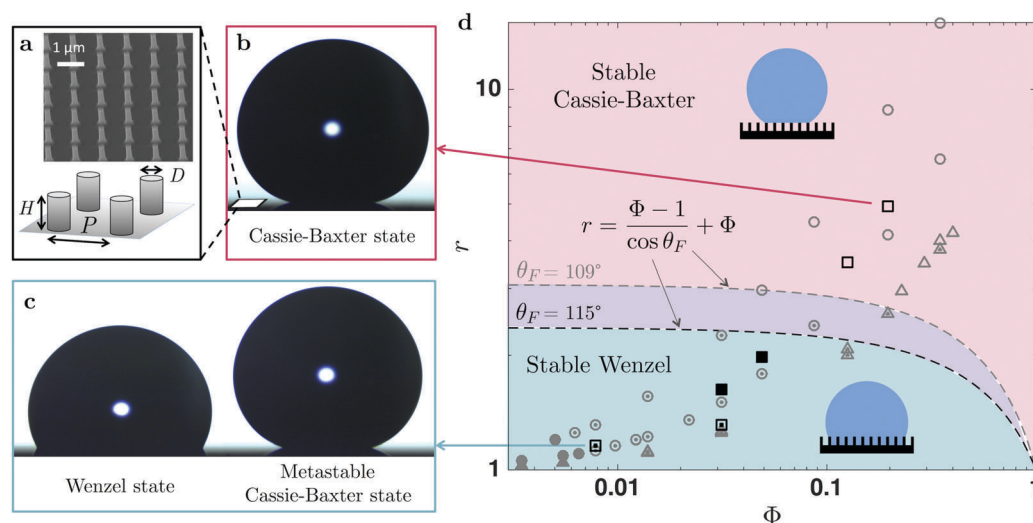 a
1 μm
H
P
D
b
Cassie-Baxter state
c
Wenzel state
Metastable
Cassie-Baxter state
d
r
10
1
Stable
Cassie-Baxter
r = \frac{Φ − 1}{cos θ_F} + Φ
θ_F = 109°
θ_F = 115°
Stable Wenzel
0.01
0.1
1
Φ